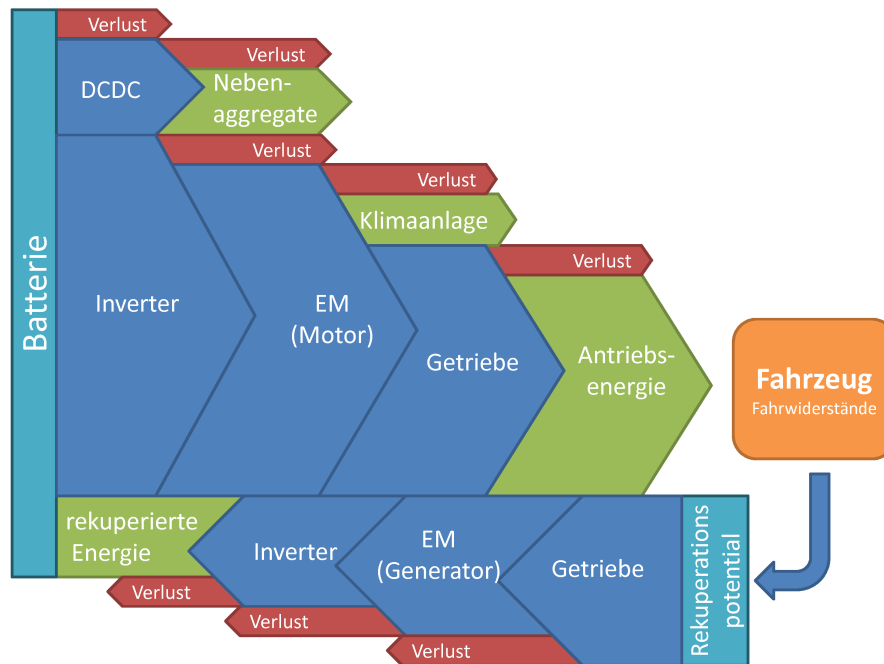 Verlust
DCDC
Verlust
Neben-
aggregate
Verlust
Verlust
Klimaanlage
Verlust
Batterie
Inverter
EM
(Motor)
Getriebe
Antriebs-
energie
Fahrzeug
Fahrwiderstände
rekuperierte
Energie
Inverter
EM
(Generator)
Getriebe
Rekuperations
potential
Verlust
Verlust
Verlust